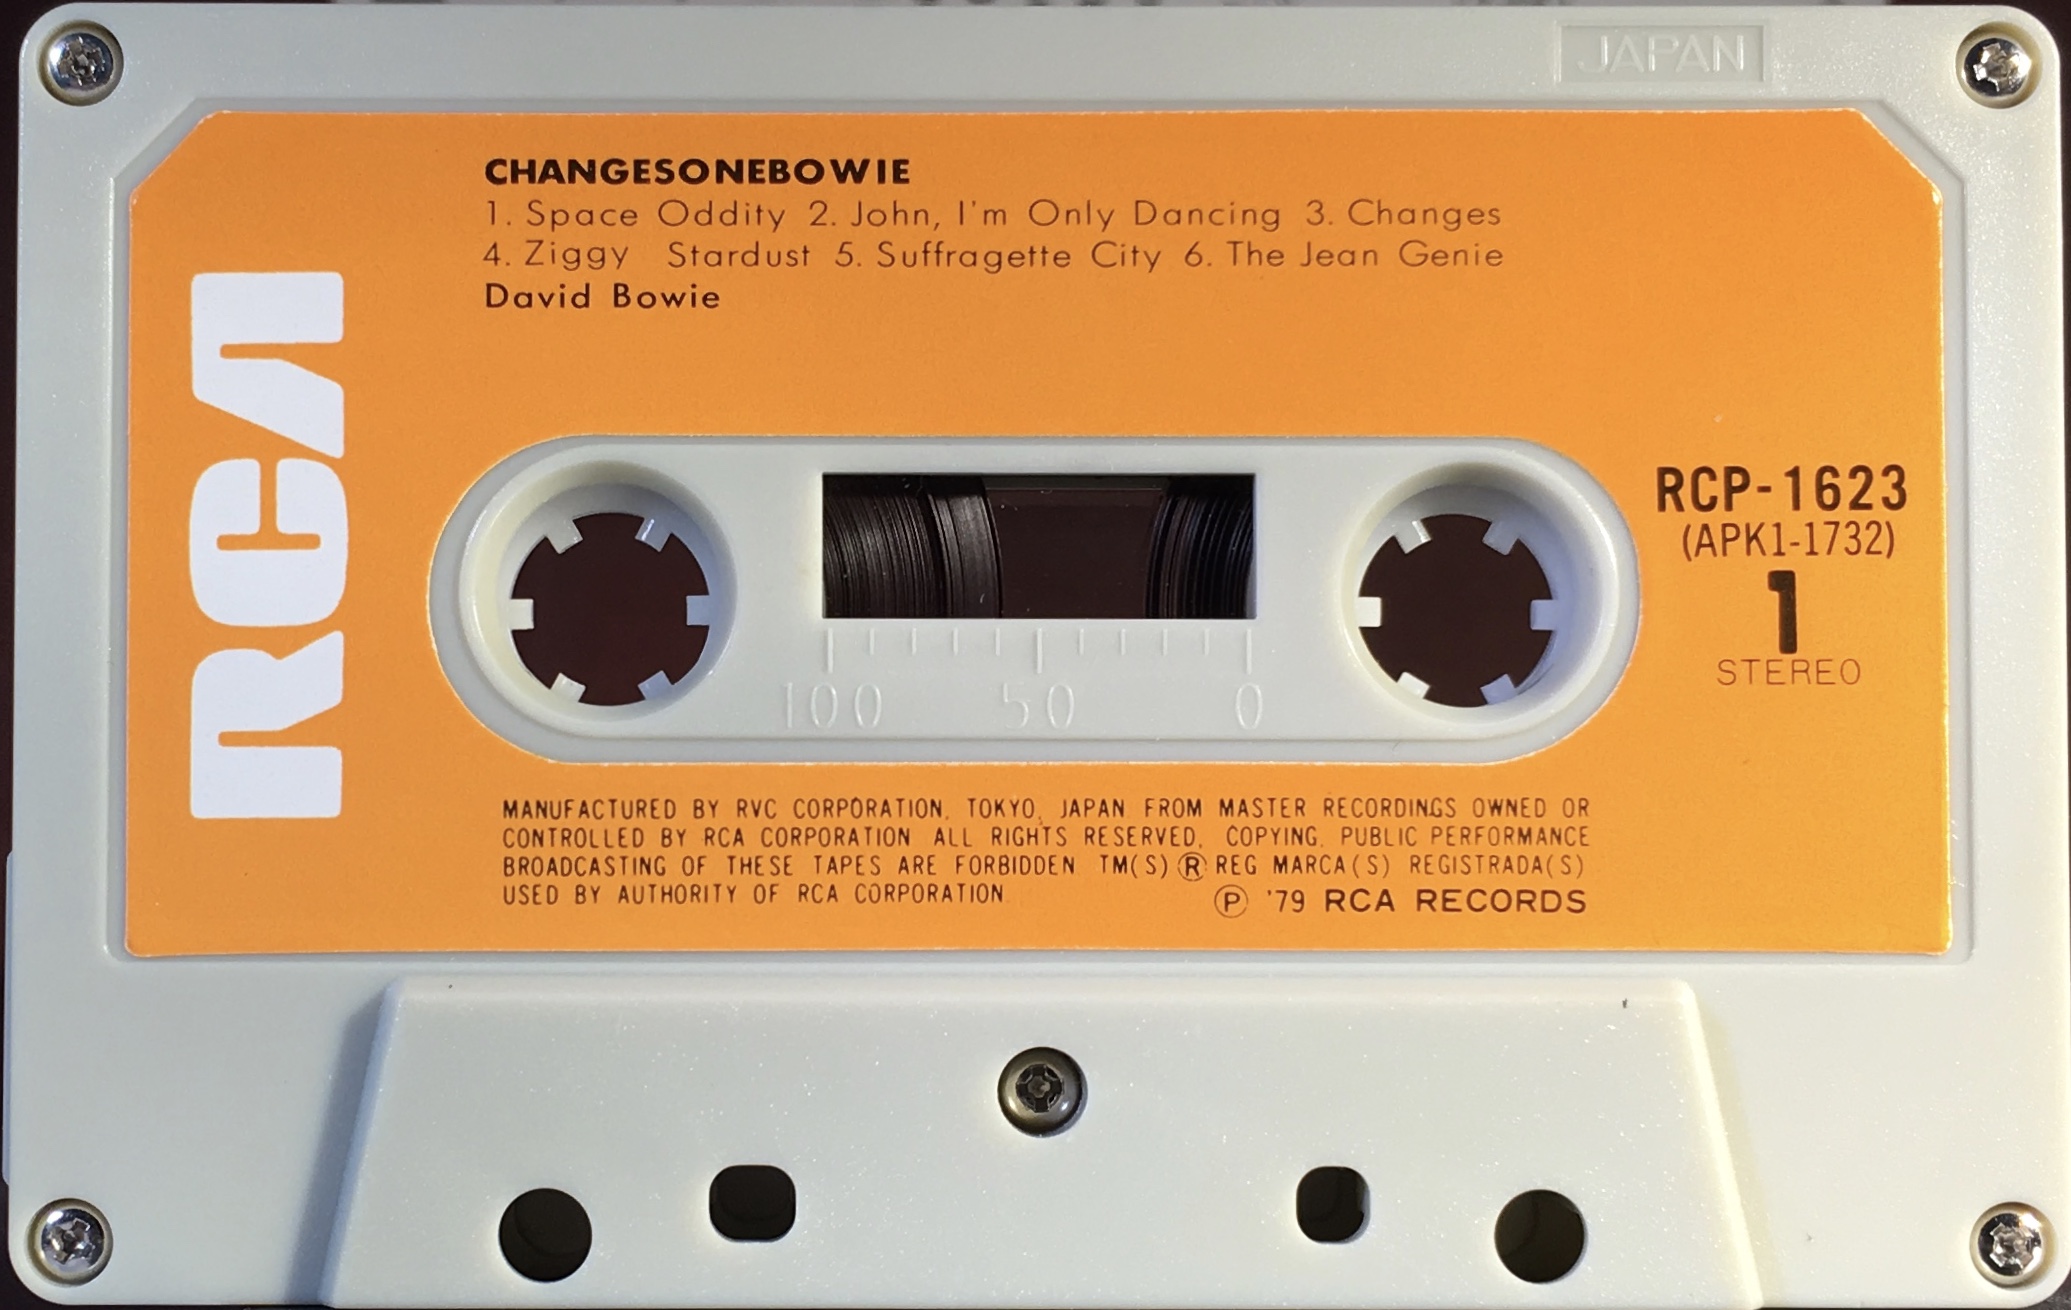 JAPAN
CHANGESONEBOWIE
1. Space Oddity 2. John, I'm Only Dancing 3. Changes
4. Ziggy Stardust 5. Suffragette City 6. The Jean Genie
David Bowie
RCA
RCP-1623
(APK1-1732)
1
STEREO
100 50 0
MANUFACTURED BY RVC CORPORATION, TOKYO, JAPAN FROM MASTER RECORDINGS OWNED OR
CONTROLLED BY RCA CORPORATION ALL RIGHTS RESERVED, COPYING, PUBLIC PERFORMANCE
BROADCASTING OF THESE TAPES ARE FORBIDDEN TM(S) ® REG MARCA(S) REGISTRADA(S)
USED BY AUTHORITY OF RCA CORPORATION
Ⓟ '79 RCA RECORDS